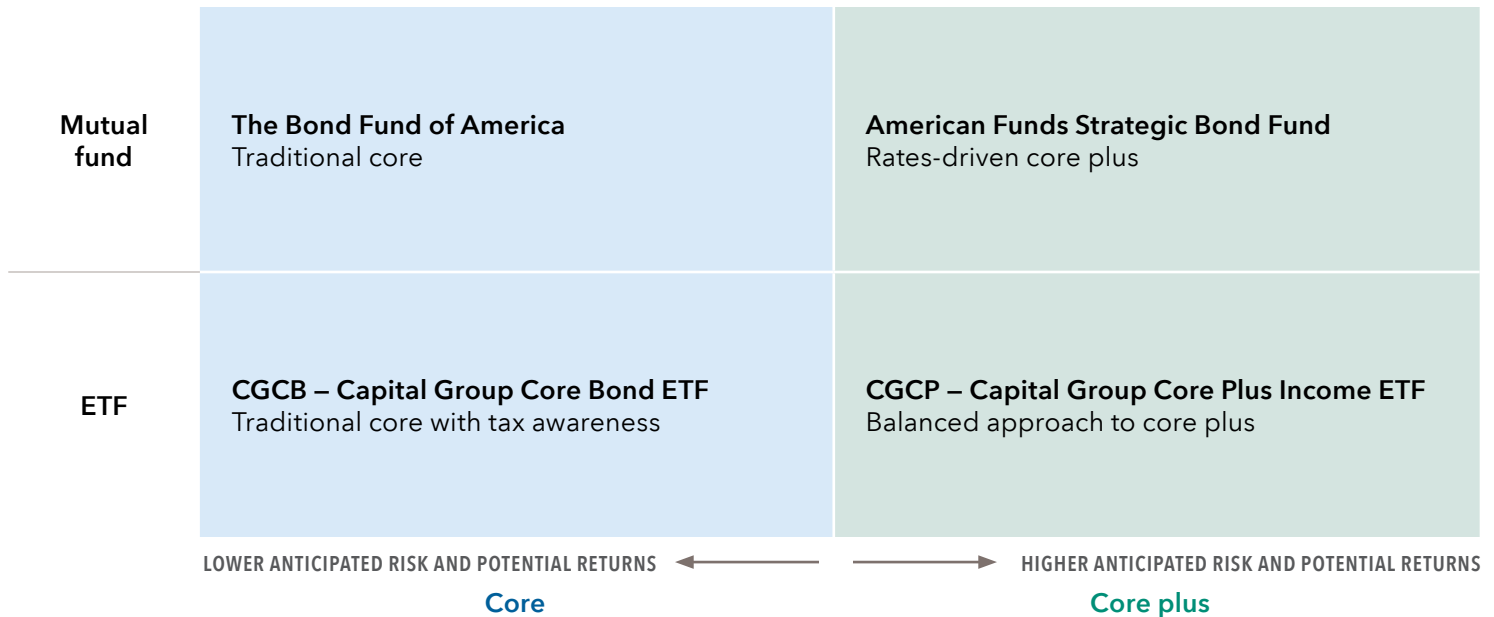 Mutual
fund
The Bond Fund of America
Traditional core
American Funds Strategic Bond Fund
Rates-driven core plus
ETF
CGCB – Capital Group Core Bond ETF
Traditional core with tax awareness
CGCP – Capital Group Core Plus Income ETF
Balanced approach to core plus
LOWER ANTICIPATED RISK AND POTENTIAL RETURNS
HIGHER ANTICIPATED RISK AND POTENTIAL RETURNS
Core
Core plus